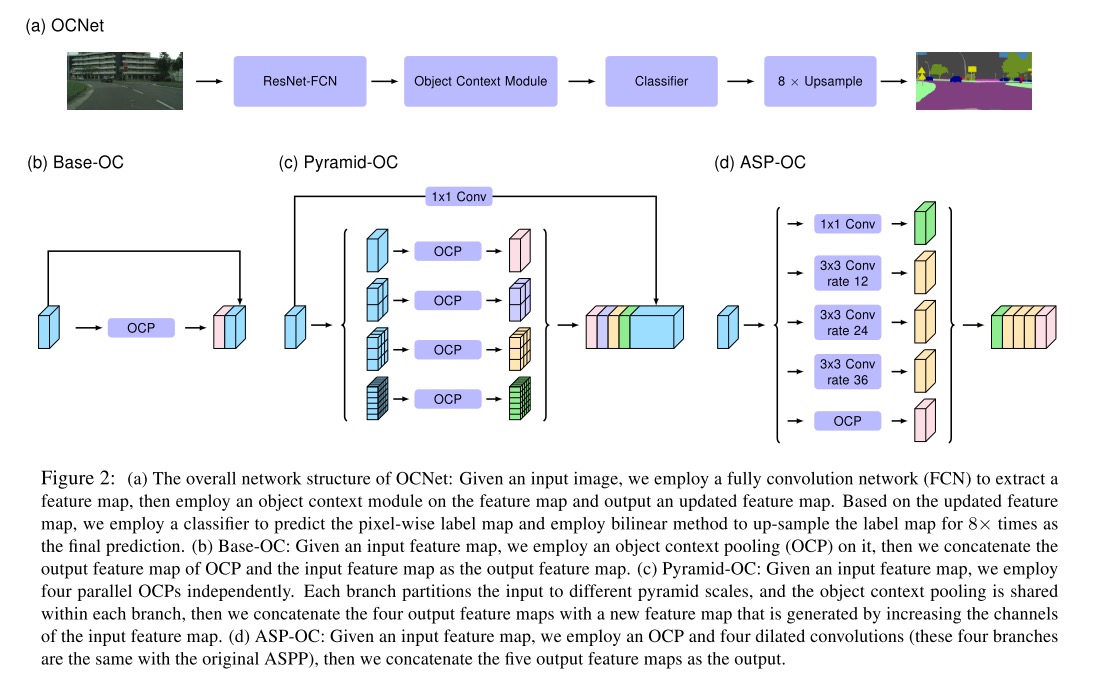 (a) OCNet
ResNet-FCN
Object Context Module
Classifier
8 × Upsample
(b) Base-OC
OCP
(c) Pyramid-OC
1x1 Conv
OCP
OCP
OCP
OCP
(d) ASP-OC
1x1 Conv
3x3 Conv
rate 12
3x3 Conv
rate 24
3x3 Conv
rate 36
OCP
Figure 2: (a) The overall network structure of OCNet: Given an input image, we employ a fully convolution network (FCN) to extract a
feature map, then employ an object context module on the feature map and output an updated feature map. Based on the updated feature
map, we employ a classifier to predict the pixel-wise label map and employ bilinear method to up-sample the label map for 8× times as
the final prediction. (b) Base-OC: Given an input feature map, we employ an object context pooling (OCP) on it, then we concatenate the
output feature map of OCP and the input feature map as the output feature map. (c) Pyramid-OC: Given an input feature map, we employ
four parallel OCPs independently. Each branch partitions the input to different pyramid scales, and the object context pooling is shared
within each branch, then we concatenate the four output feature maps with a new feature map that is generated by increasing the channels
of the input feature map. (d) ASP-OC: Given an input feature map, we employ an OCP and four dilated convolutions (these four branches
are the same with the original ASPP), then we concatenate the five output feature maps as the output.